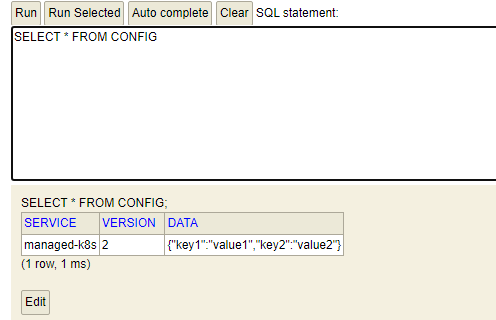 Run Run Selected Auto complete Clear SQL statement:
SELECT * FROM CONFIG
SELECT * FROM CONFIG;
SERVICE VERSION DATA
managed-k8s 2 {"key1":"value1","key2":"value2"}
(1 row, 1 ms)
Edit